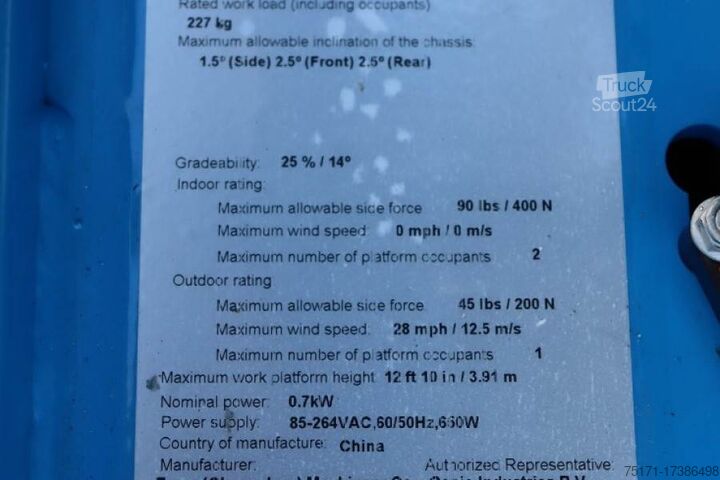 Rated work load (including occupants)
227 kg
Maximum allowable inclination of the chassis:
1.5° (Side) 2.5° (Front) 2.5° (Rear)
Truck
Scout24
Gradeability: 25 % / 14°
Indoor rating:
Maximum allowable side force 90 lbs / 400 N
Maximum wind speed: 0 mph / 0 m/s
Maximum number of platform occupants 2
Outdoor rating
Maximum allowable side force 45 lbs / 200 N
Maximum wind speed: 28 mph / 12.5 m/s
Maximum number of platform occupants 1
Maximum work platform height: 12 ft 10 in / 3.91 m
Nominal power: 0.7kW
Power supply: 85-264VAC,60/50Hz,650W
Country of manufacture: China
Manufacturer: Authorized Representative:
Genie Industries B.V.
75171-17386498